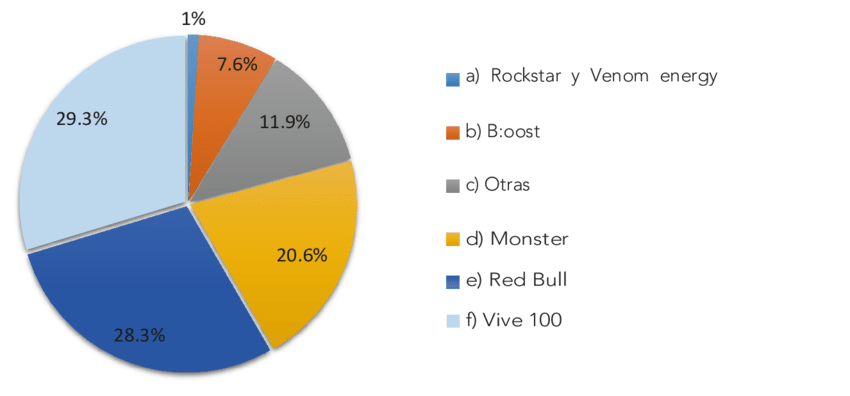 1%
7.6%
11.9%
20.6%
28.3%
29.3%
a) Rockstar y Venom energy
b) B:oost
c) Otras
d) Monster
e) Red Bull
f) Vive 100